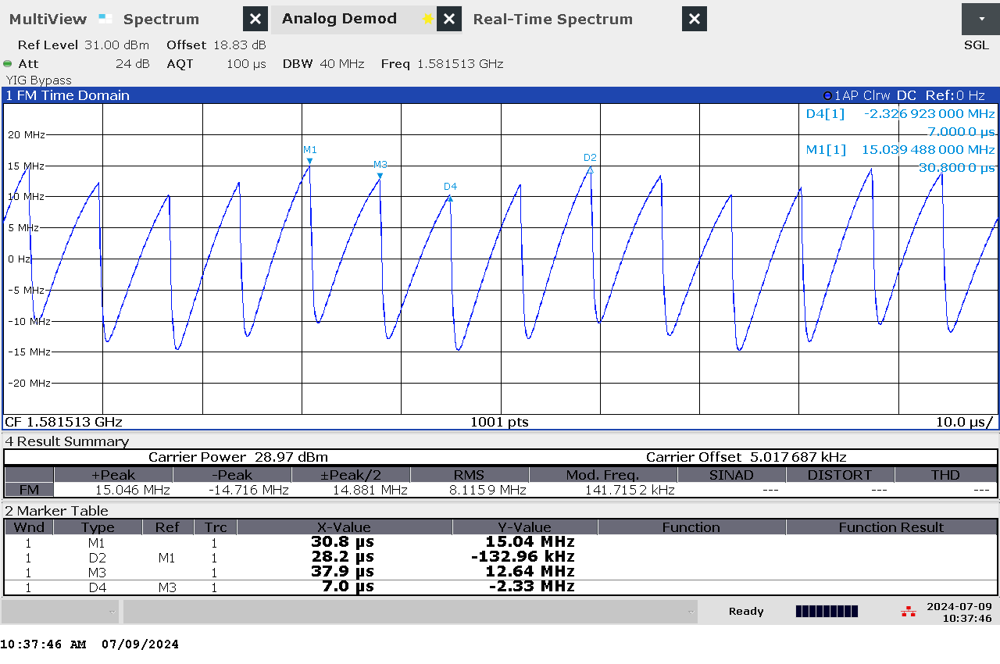 MultiView Spectrum Analog Demod Real-Time Spectrum
Ref Level 31.00 dBm Offset 18.83 dB SGL
Att 24 dB AQT 100 µs DBW 40 MHz Freq 1.581513 GHz
YIG Bypass
1 FM Time Domain 1AP Clrw DC Ref:0 Hz
D4[1] -2.326 923 000 MHz
7.000 0 µs
M1[1] 15.039 488 000 MHz
30.800 0 µs
20 MHz
15 MHz
10 MHz
5 MHz
0 Hz
-5 MHz
-10 MHz
-15 MHz
-20 MHz
M1
M3
D4
D2
CF 1.581513 GHz 1001 pts 10.0 µs/
4 Result Summary
Carrier Power 28.97 dBm Carrier Offset 5.017 687 kHz
+Peak -Peak ±Peak/2 RMS Mod. Freq. SINAD DISTORT THD
FM 15.046 MHz -14.716 MHz 14.881 MHz 8.115 9 MHz 141.715 2 kHz --- --- ---
2 Marker Table
Wnd Type Ref Trc X-Value Y-Value Function Function Result
1 M1 1 30.8 µs 15.04 MHz
1 D2 M1 1 28.2 µs -132.96 kHz
1 M3 1 37.9 µs 12.64 MHz
1 D4 M3 1 7.0 µs -2.33 MHz
Ready 2024-07-09
10:37:46
10:37:46 AM 07/09/2024